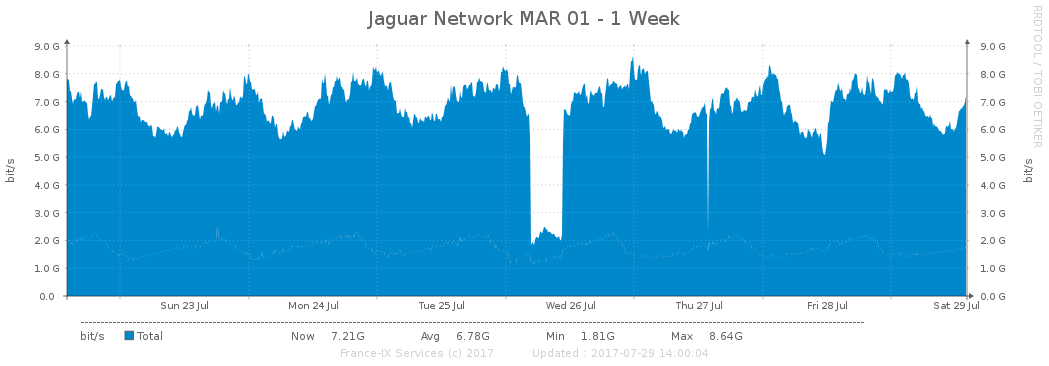 Jaguar Network MAR 01 - 1 Week
RRDTOOL / TOBI OETIKER
9.0 G 9.0 G
8.0 G 8.0 G
7.0 G 7.0 G
6.0 G 6.0 G
5.0 G 5.0 G
4.0 G 4.0 G
3.0 G 3.0 G
2.0 G 2.0 G
1.0 G 1.0 G
0.0 0.0 G
bit/s bit/s
Sun 23 Jul Mon 24 Jul Tue 25 Jul Wed 26 Jul Thu 27 Jul Fri 28 Jul Sat 29 Jul
bit/s Total Now 7.21G Avg 6.78G Min 1.81G Max 8.64G
France-IX Services (c) 2017 Updated : 2017-07-29 14:00:04